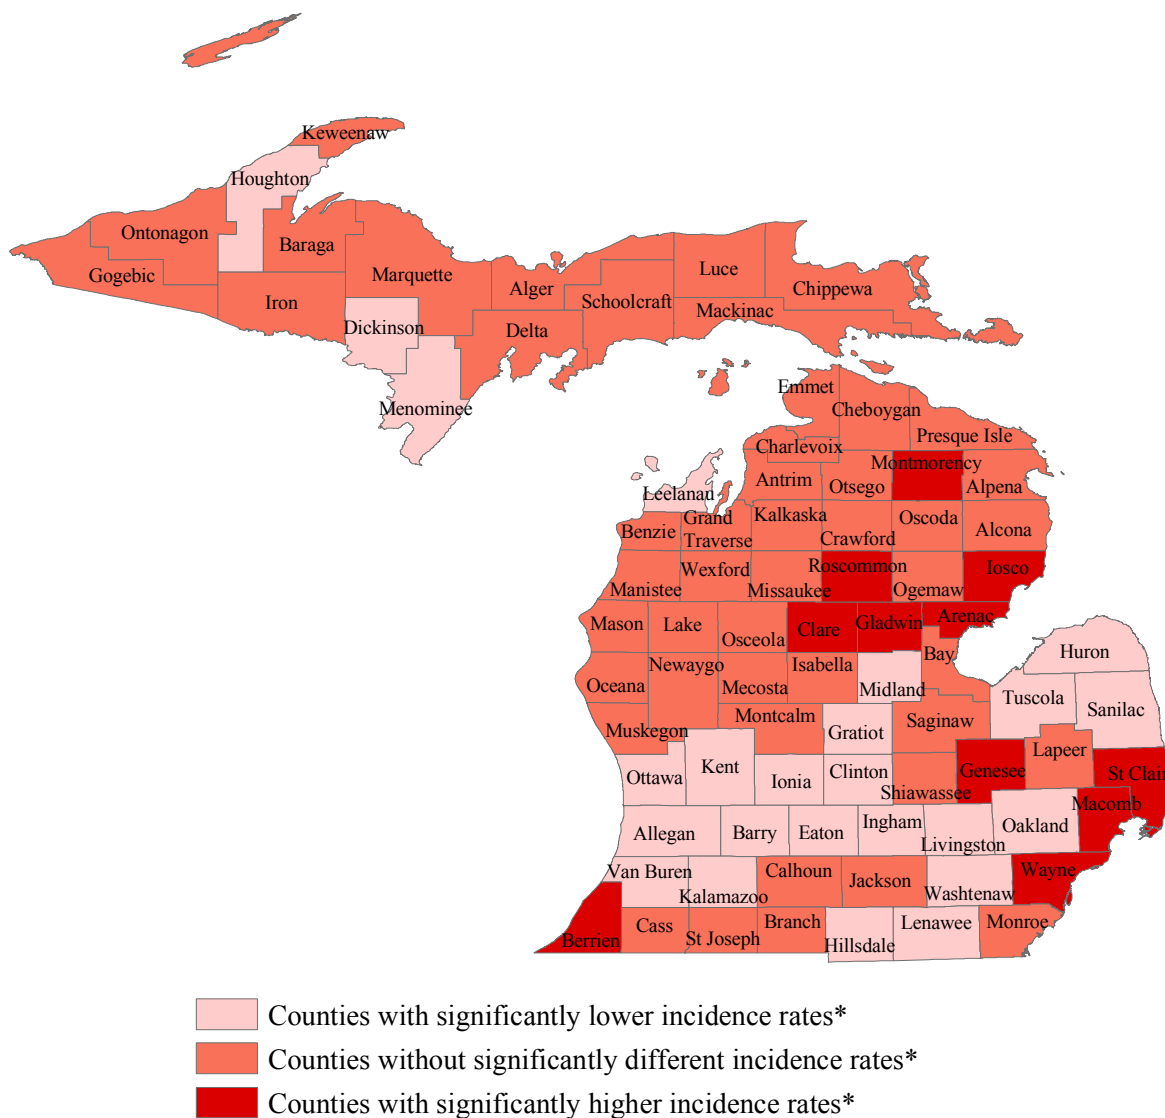 Keweenaw
Houghton
Ontonagon
Baraga
Gogebic
Marquette
Luce
Alger
Chippewa
Iron
Schoolcraft
Mackinac
Dickinson
Delta
Menominee
Emmet
Cheboygan
Presque Isle
Charlevoix
Montmorency
Antrim
Otsego
Alpena
Leelanau
Kalkaska
Grand
Traverse
Oscoda
Benzie
Crawford
Alcona
Roscommon
Iosco
Wexford
Manistee
Missaukee
Ogemaw
Arenac
Mason
Lake
Osceola
Clare
Gladwin
Bay
Huron
Newaygo
Isabella
Oceana
Mecosta
Midland
Tuscola
Sanilac
Montcalm
Saginaw
Muskegon
Gratiot
Lapeer
Kent
Clinton
Genesee
St Clair
Ottawa
Ionia
Shiawassee
Macomb
Ingham
Oakland
Allegan
Barry
Eaton
Livingston
Van Buren
Calhoun
Jackson
Wayne
Kalamazoo
Washtenaw
Cass
Branch
Lenawee
Monroe
Berrien
St Joseph
Hillsdale
Counties with significantly lower incidence rates*
Counties without significantly different incidence rates*
Counties with significantly higher incidence rates*